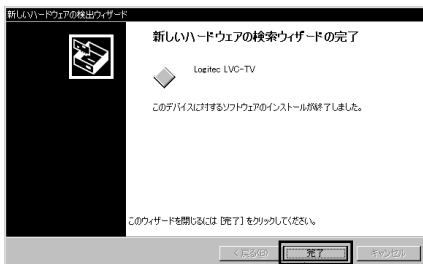 新しいハードウェアの検出ウィザード
新しいハードウェアの検索ウィザードの完了
Logitec LVC-TV
このデバイスに対するソフトウェアのインストールが終了しました。
このウィザードを閉じるには [完了] をクリックしてください。
< 戻る(B) 完了 キャンセル